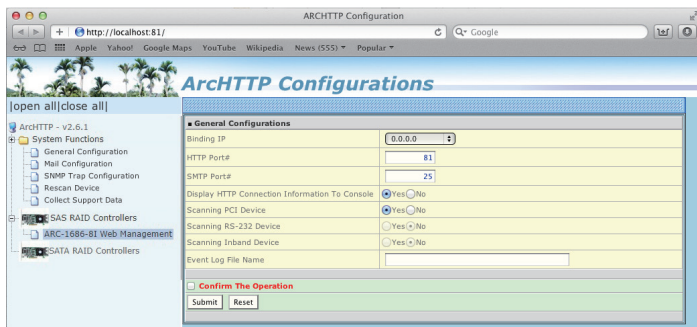 ARCHTTP Configuration
http://localhost:81/
Google
Apple Yahoo! Google Maps YouTube Wikipedia News (555) Popular
ArcHTTP Configurations
|open all|close all|
ArcHTTP - v2.6.1
System Functions
General Configuration
Mail Configuration
SNMP Trap Configuration
Rescan Device
Collect Support Data
SAS RAID Controllers
ARC-1686-8I Web Management
SATA RAID Controllers
General Configurations
Binding IP 0.0.0.0
HTTP Port# 81
SMTP Port# 25
Display HTTP Connection Information To Console Yes No
Scanning PCI Device Yes No
Scanning RS-232 Device Yes No
Scanning Inband Device Yes No
Event Log File Name
Confirm The Operation
Submit Reset